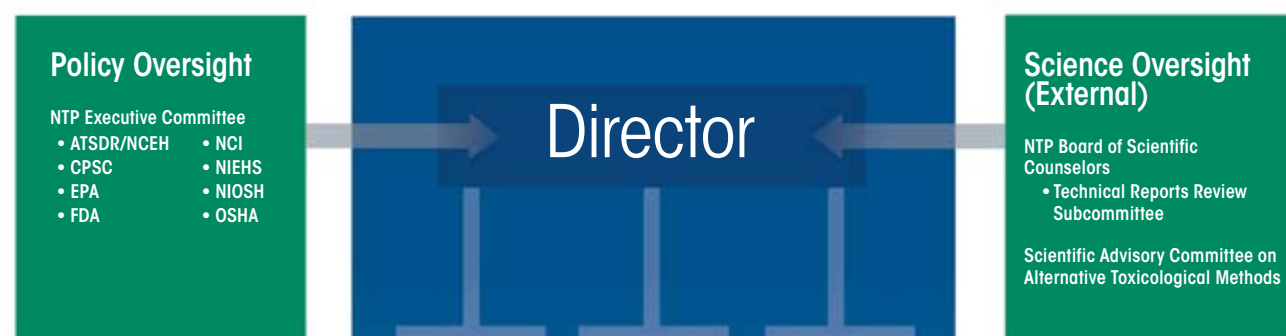 Policy Oversight
NTP Executive Committee
• ATSDR/NCEH
• CPSC
• EPA
• FDA
• NCI
• NIEHS
• NIOSH
• OSHA
Director
Science Oversight
(External)
NTP Board of Scientific
Counselors
• Technical Reports Review
Subcommittee
Scientific Advisory Committee on
Alternative Toxicological Methods